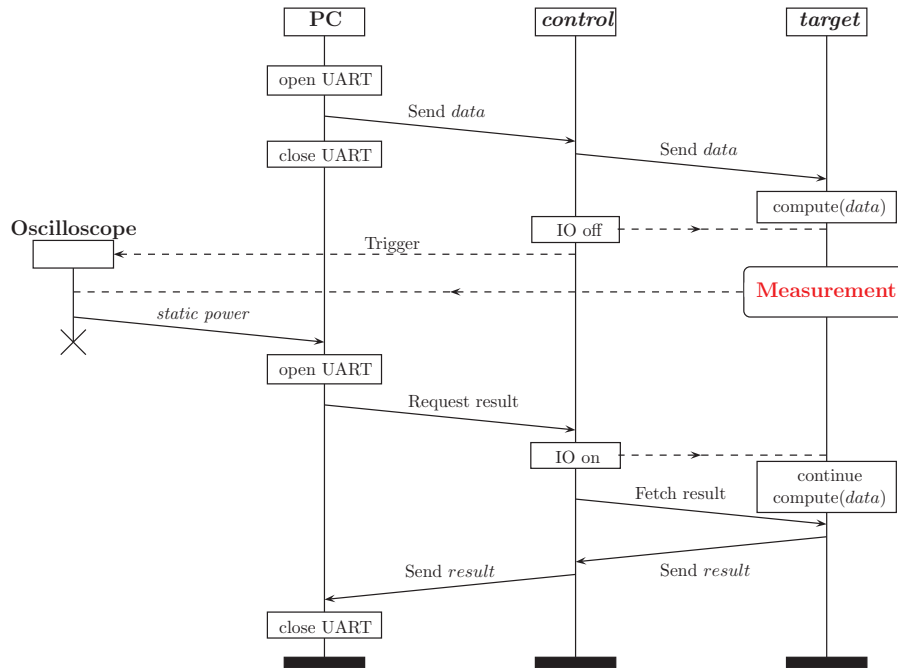 PC
control
target
open UART
Send data
close UART
Send data
compute(data)
IO off
Oscilloscope
Trigger
Measurement
static power
open UART
Request result
IO on
continue
compute(data)
Fetch result
Send result
Send result
close UART